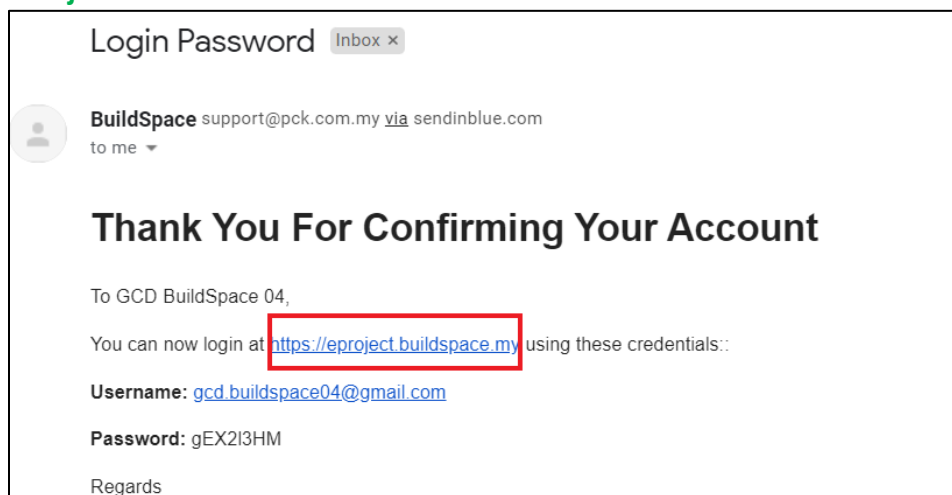 Login Password Inbox ×
BuildSpace support@pck.com.my via sendinblue.com
to me
Thank You For Confirming Your Account
To GCD BuildSpace 04,
You can now login at https://eproject.buildspace.my using these credentials::
Username: gcd.buildspace04@gmail.com
Password: gEX2l3HM
Regards